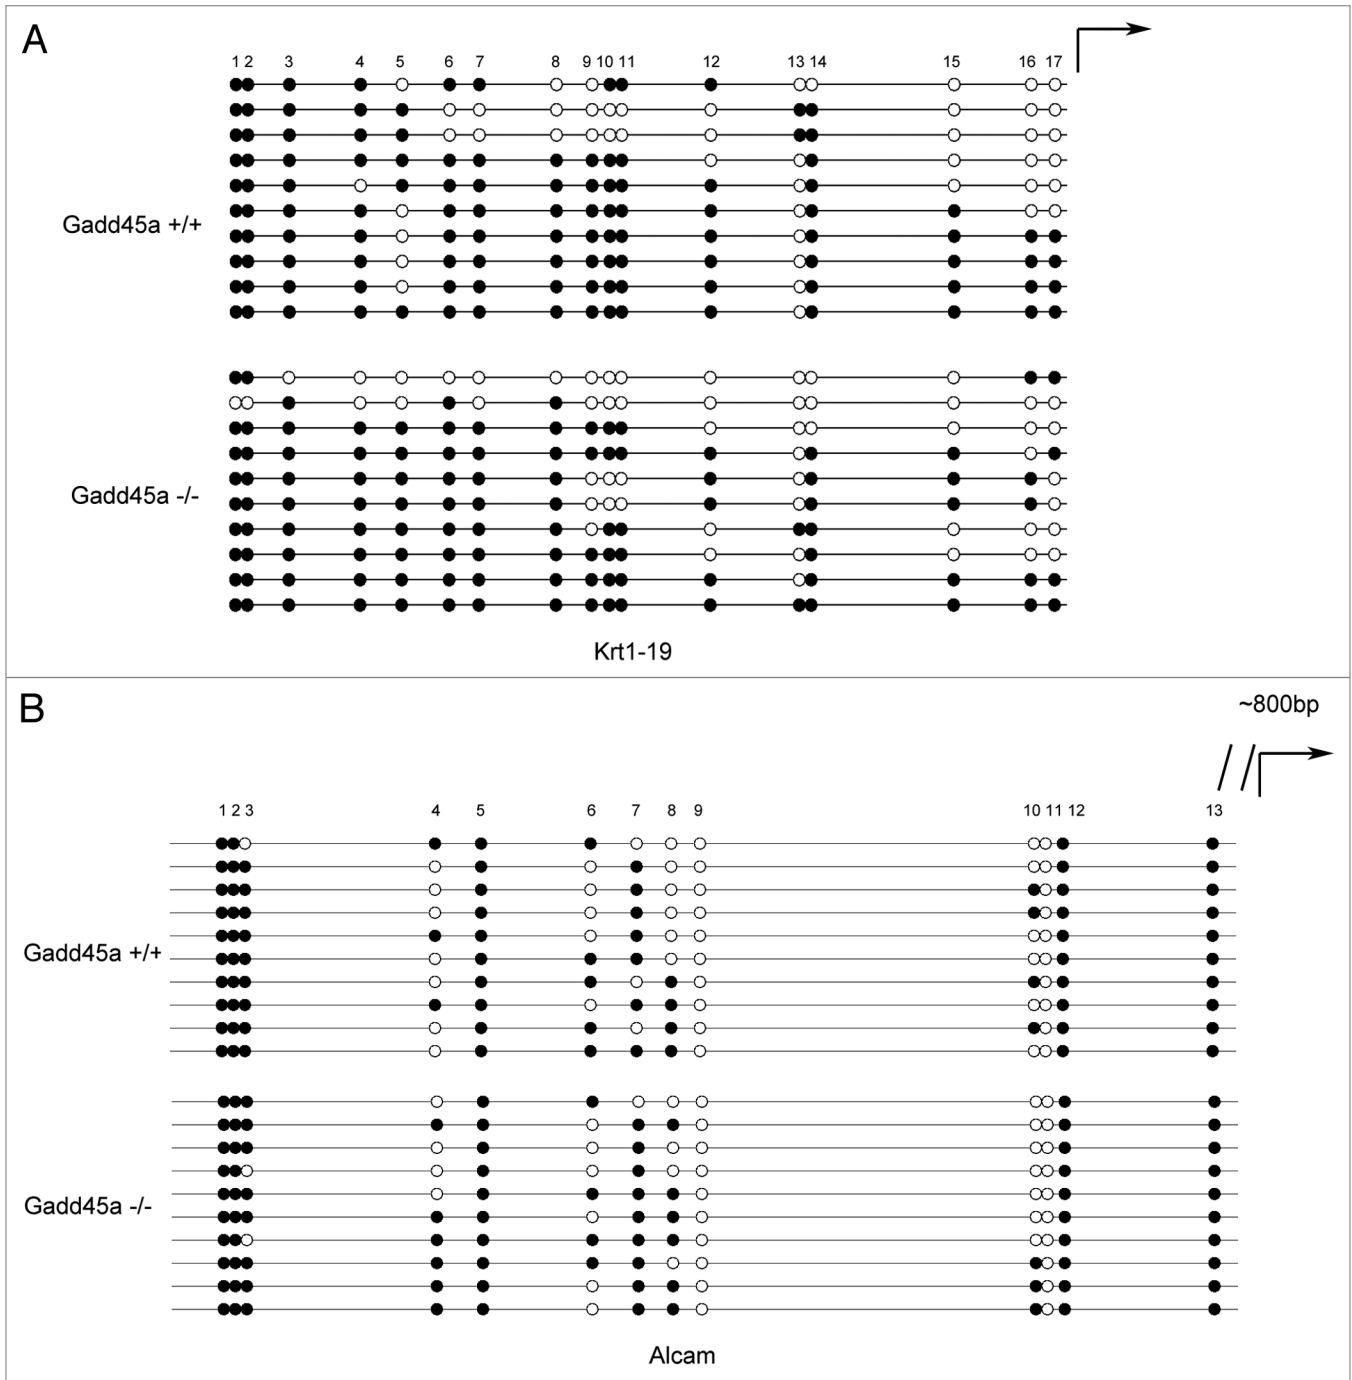 A
1 2 3 4 5 6 7 8 9 10 11 12 13 14 15 16 17
Gadd45a +/+
Gadd45a -/-
Krt1-19
B
~800bp
1 2 3 4 5 6 7 8 9 10 11 12 13
Gadd45a +/+
Gadd45a -/-
Alcam